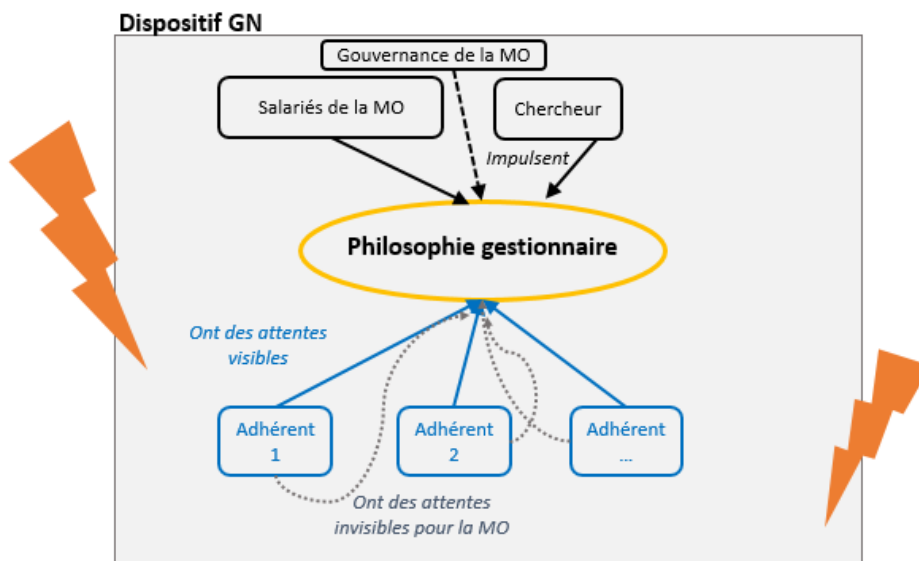 Dispositif GN
Gouvernance de la MO
Salariés de la MO
Chercheur
Impulsent
Philosophie gestionnaire
Ont des attentes
visibles
Adhérent
1
Adhérent
2
Adhérent
...
Ont des attentes
invisibles pour la MO